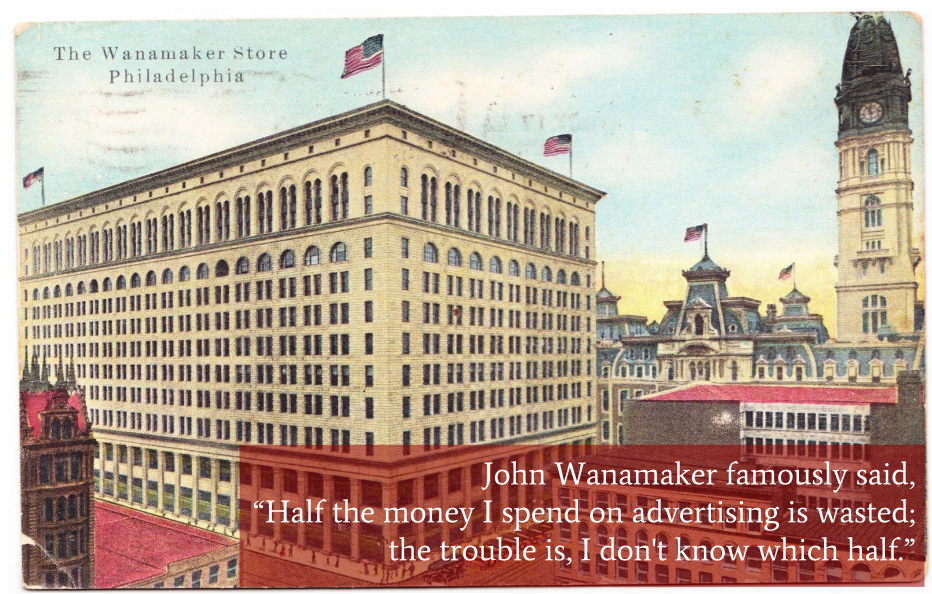 The Wanamaker Store
Philadelphia
John Wanamaker famously said,
“Half the money I spend on advertising is wasted;
the trouble is, I don't know which half.”